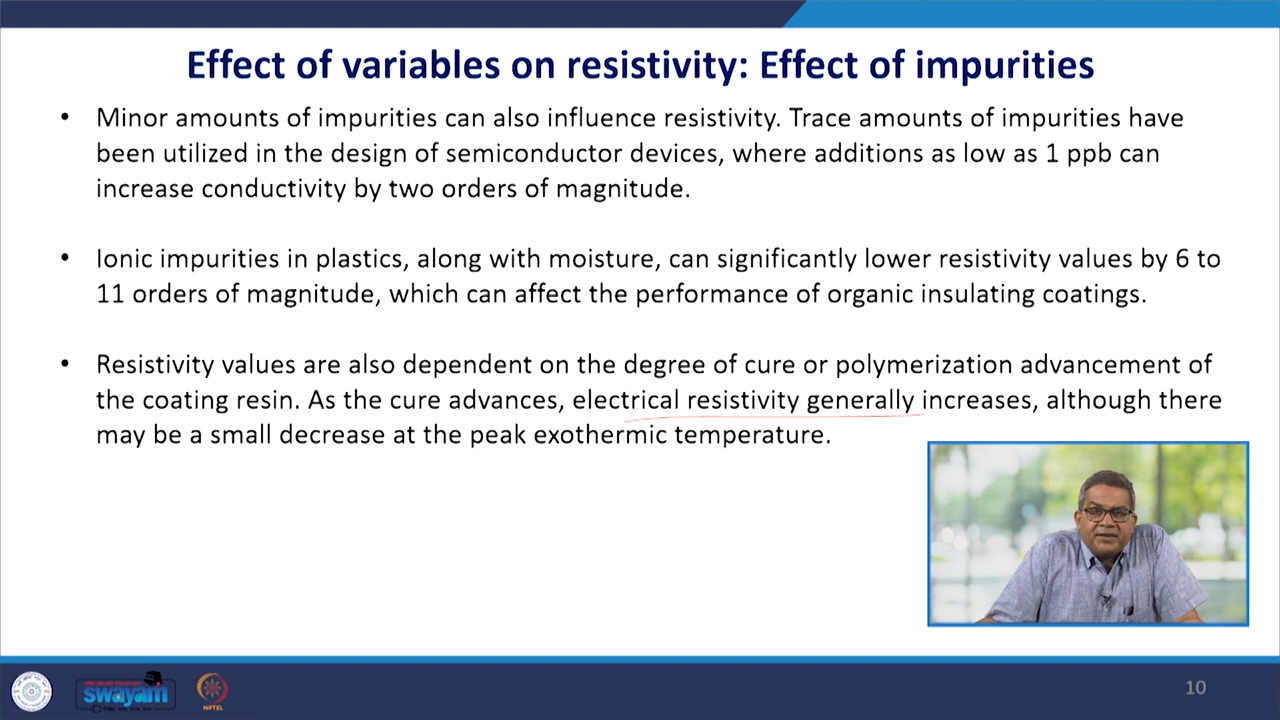 Effect of variables on resistivity: Effect of impurities
• Minor amounts of impurities can also influence resistivity. Trace amounts of impurities have
been utilized in the design of semiconductor devices, where additions as low as 1 ppb can
increase conductivity by two orders of magnitude.
• Ionic impurities in plastics, along with moisture, can significantly lower resistivity values by 6 to
11 orders of magnitude, which can affect the performance of organic insulating coatings.
• Resistivity values are also dependent on the degree of cure or polymerization advancement of
the coating resin. As the cure advances, electrical resistivity generally increases, although there
may be a small decrease at the peak exothermic temperature.
swayam
NPTEL
10